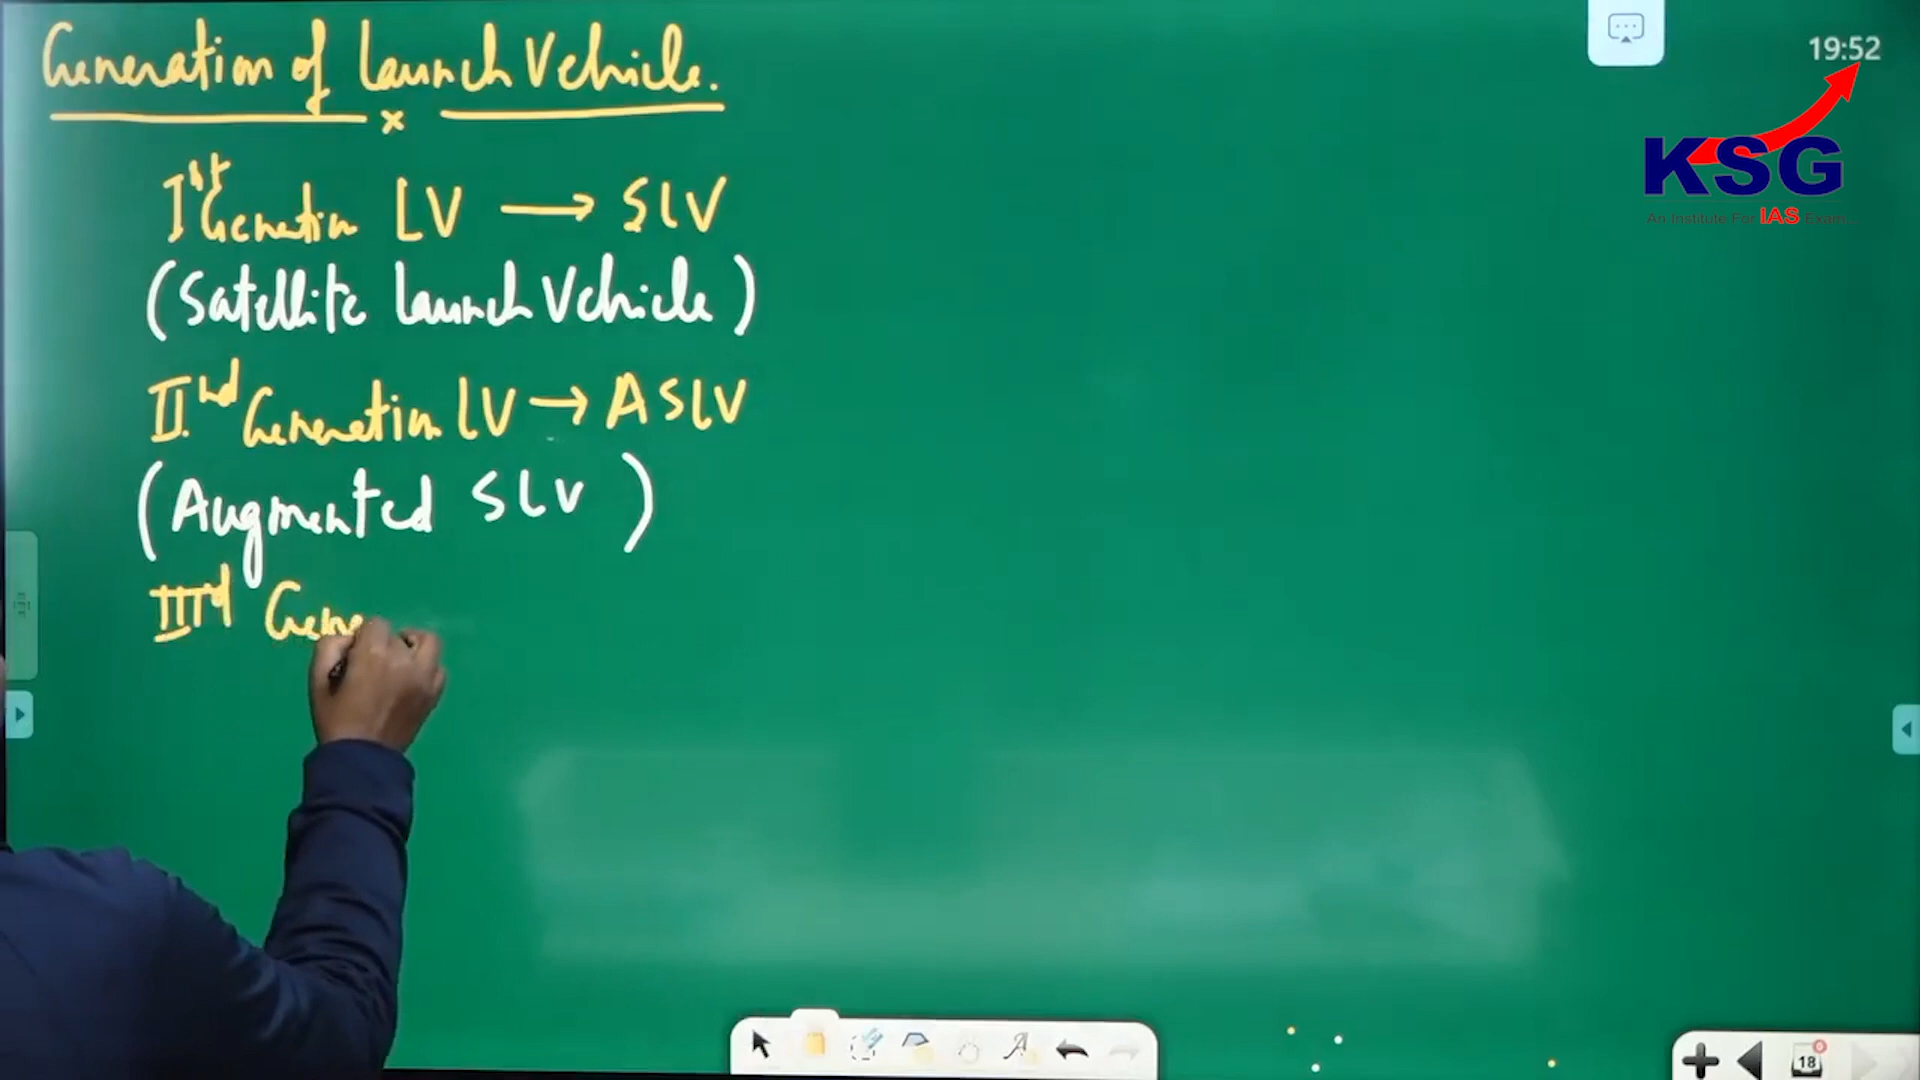 Generation of Launch Vehicle.
x
Ist Generation LV → SLV
(Satellite Launch Vehicle)
IInd Generation LV → ASLV
(Augmented SLV)
IIIrd Gene
19:52
KSG
An Institute For IAS Exam...
18